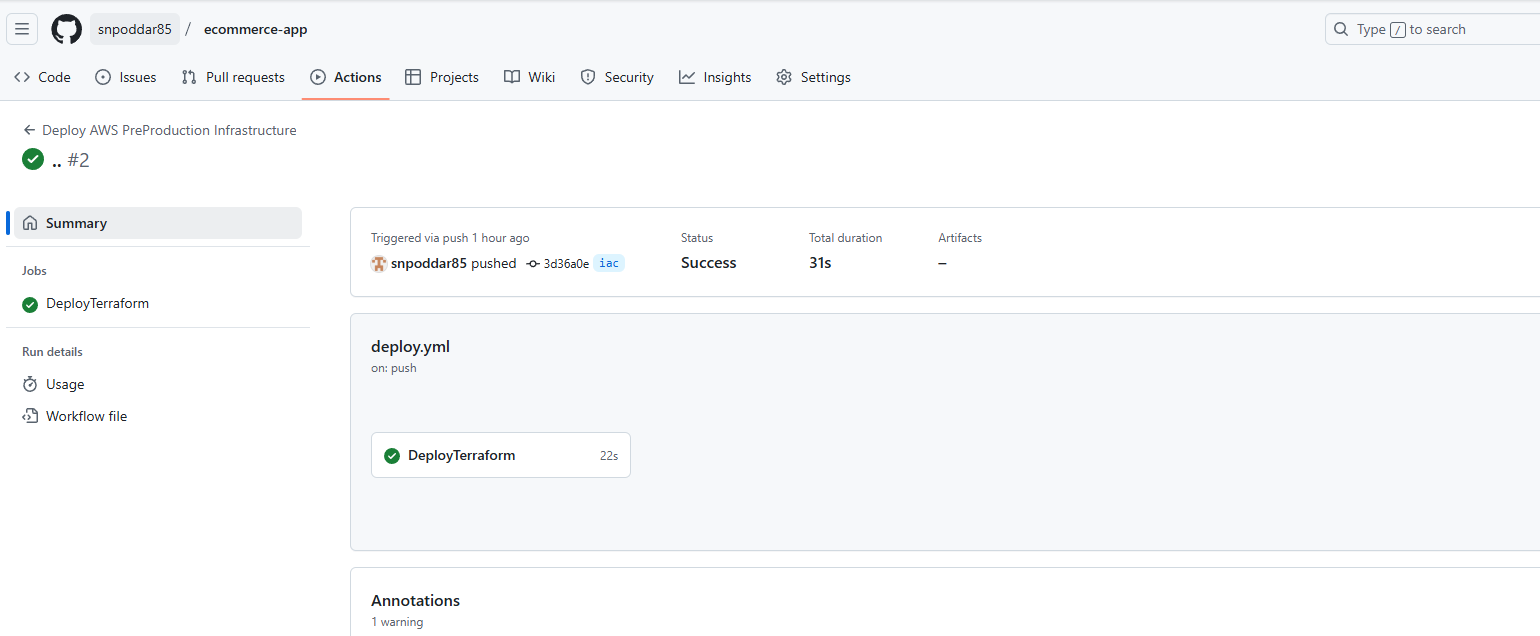 snpoddar85 / ecommerce-app
Type / to search
Code Issues Pull requests Actions Projects Wiki Security Insights Settings
Deploy AWS PreProduction Infrastructure
.. #2
Summary
Jobs
DeployTerraform
Run details
Usage
Workflow file
Triggered via push 1 hour ago
snpoddar85 pushed 3d36a0e iac
Status
Success
Total duration
31s
Artifacts
–
deploy.yml
on: push
DeployTerraform 22s
Annotations
1 warning